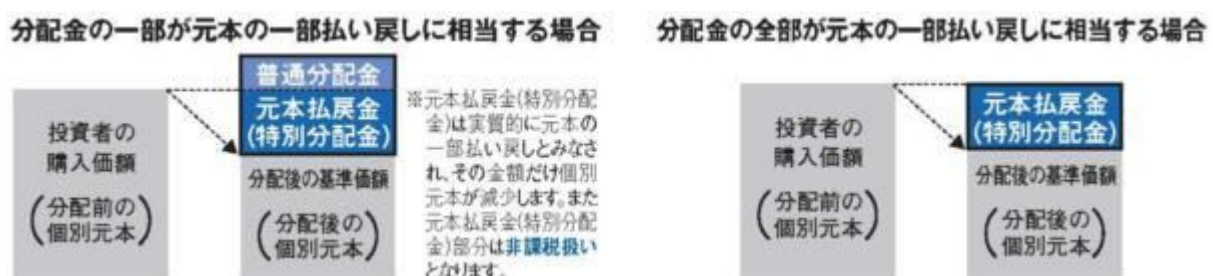 分配金の一部が元本の一部払い戻しに相当する場合
投資者の
購入価額
(分配前の
個別元本)
普通分配金
元本払戻金
(特別分配金)
分配後の基準価額
(分配後の
個別元本)
※元本払戻金(特別分配
金)は実質的に元本の
一部払い戻しとみなさ
れ、その金額だけ個別
元本が減少します。また
元本払戻金(特別分配
金)部分は非課税扱い
となります。
分配金の全部が元本の一部払い戻しに相当する場合
投資者の
購入価額
(分配前の
個別元本)
元本払戻金
(特別分配金)
分配後の基準価額
(分配後の
個別元本)